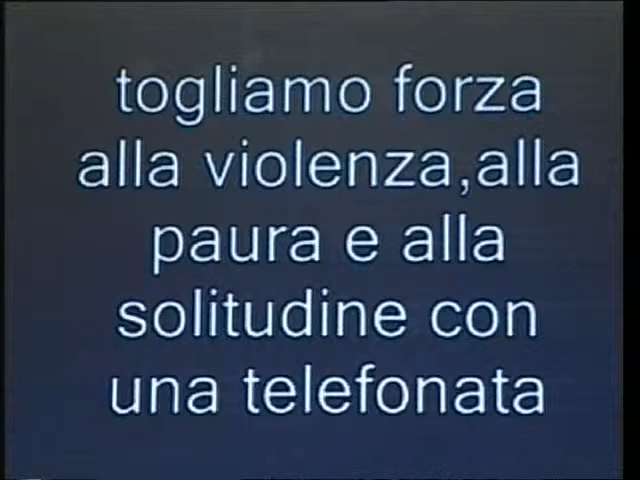 togliamo forza
alla violenza,alla
paura e alla
solitudine con
una telefonata